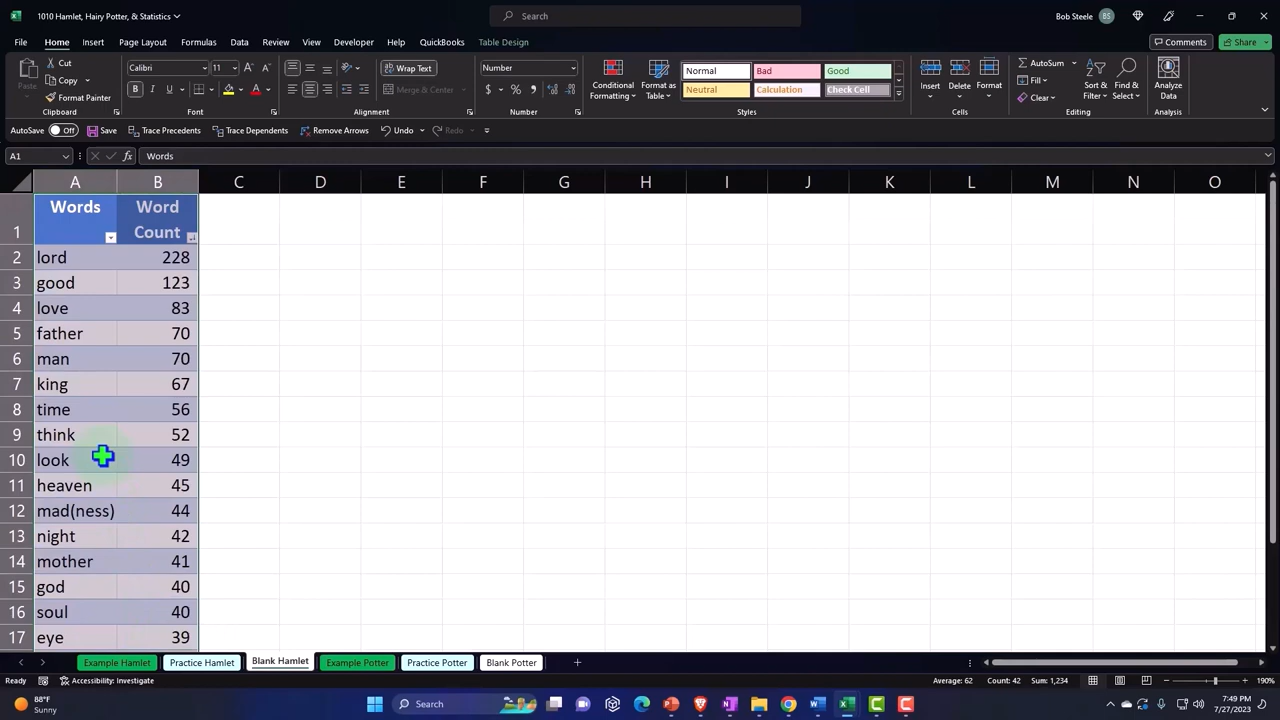 1010 Hamlet, Hairy Potter, & Statistics
Search
Bob Steele
BS
File Home Insert Page Layout Formulas Data Review View Developer Help QuickBooks Table Design
Comments
Share
Paste
Cut
Copy
Format Painter
Clipboard
Calibri
11
B I U
Font
Wrap Text
Merge & Center
Alignment
Number
Number
Conditional Formatting
Format as Table
Normal Bad Good
Neutral Calculation Check Cell
Styles
Insert Delete Format
Cells
AutoSum
Fill
Clear
Sort & Filter
Find & Select
Editing
Analyze Data
Analysis
AutoSave Off Save Trace Precedents Trace Dependents Remove Arrows Undo Redo
A1
fx
Words
A B C D E F G H I J K L M N O
1 Words Word Count
2 lord 228
3 good 123
4 love 83
5 father 70
6 man 70
7 king 67
8 time 56
9 think 52
10 look 49
11 heaven 45
12 mad(ness) 44
13 night 42
14 mother 41
15 god 40
16 soul 40
17 eye 39
Example Hamlet Practice Hamlet Blank Hamlet Example Potter Practice Potter Blank Potter
Ready
Accessibility: Investigate
Average: 62 Count: 42 Sum: 1,234
190%
88°F
Sunny
Search
7:49 PM
7/27/2023